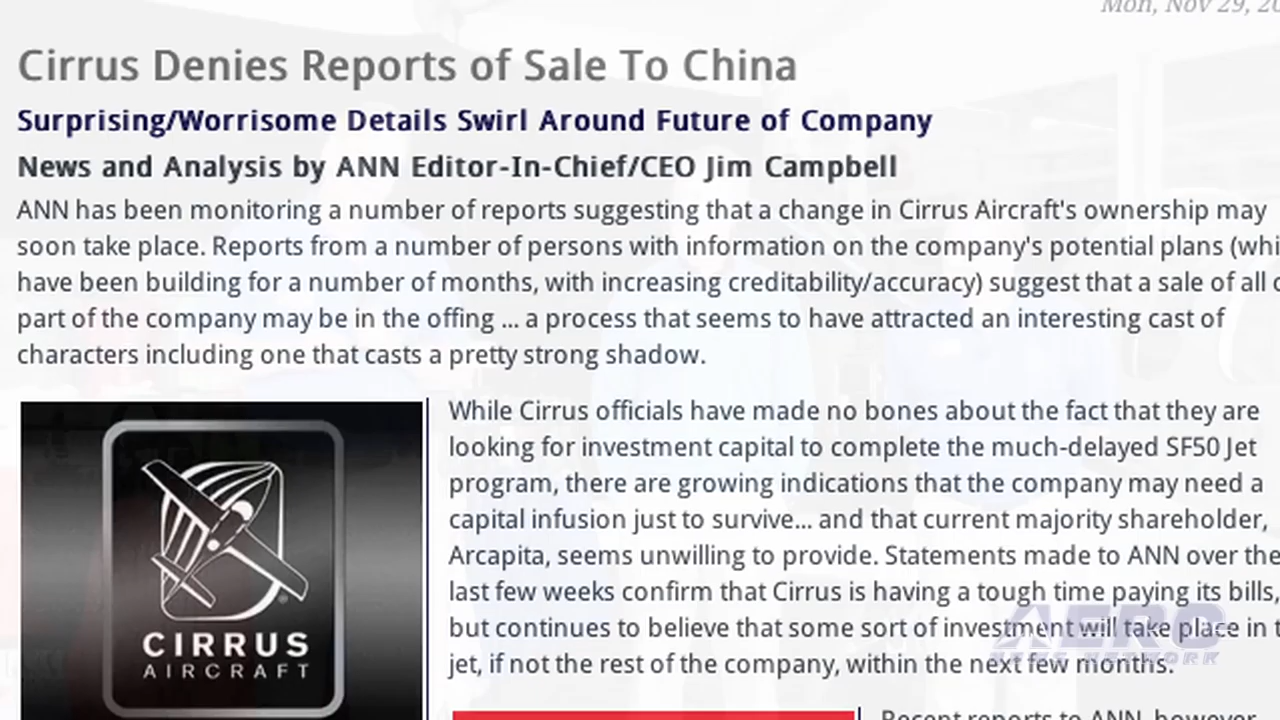 Mon, Nov 29, 20
Cirrus Denies Reports of Sale To China
Surprising/Worrisome Details Swirl Around Future of Company
News and Analysis by ANN Editor-In-Chief/CEO Jim Campbell
ANN has been monitoring a number of reports suggesting that a change in Cirrus Aircraft's ownership may
soon take place. Reports from a number of persons with information on the company's potential plans (whi
have been building for a number of months, with increasing creditability/accuracy) suggest that a sale of all o
part of the company may be in the offing ... a process that seems to have attracted an interesting cast of
characters including one that casts a pretty strong shadow.
While Cirrus officials have made no bones about the fact that they are
looking for investment capital to complete the much-delayed SF50 Jet
program, there are growing indications that the company may need a
capital infusion just to survive... and that current majority shareholder,
Arcapita, seems unwilling to provide. Statements made to ANN over the
last few weeks confirm that Cirrus is having a tough time paying its bills,
but continues to believe that some sort of investment will take place in t
jet, if not the rest of the company, within the next few months.
CIRRUS
AIRCRAFT
AERO
NEWS NETWORK
Recent reports to ANN, however,